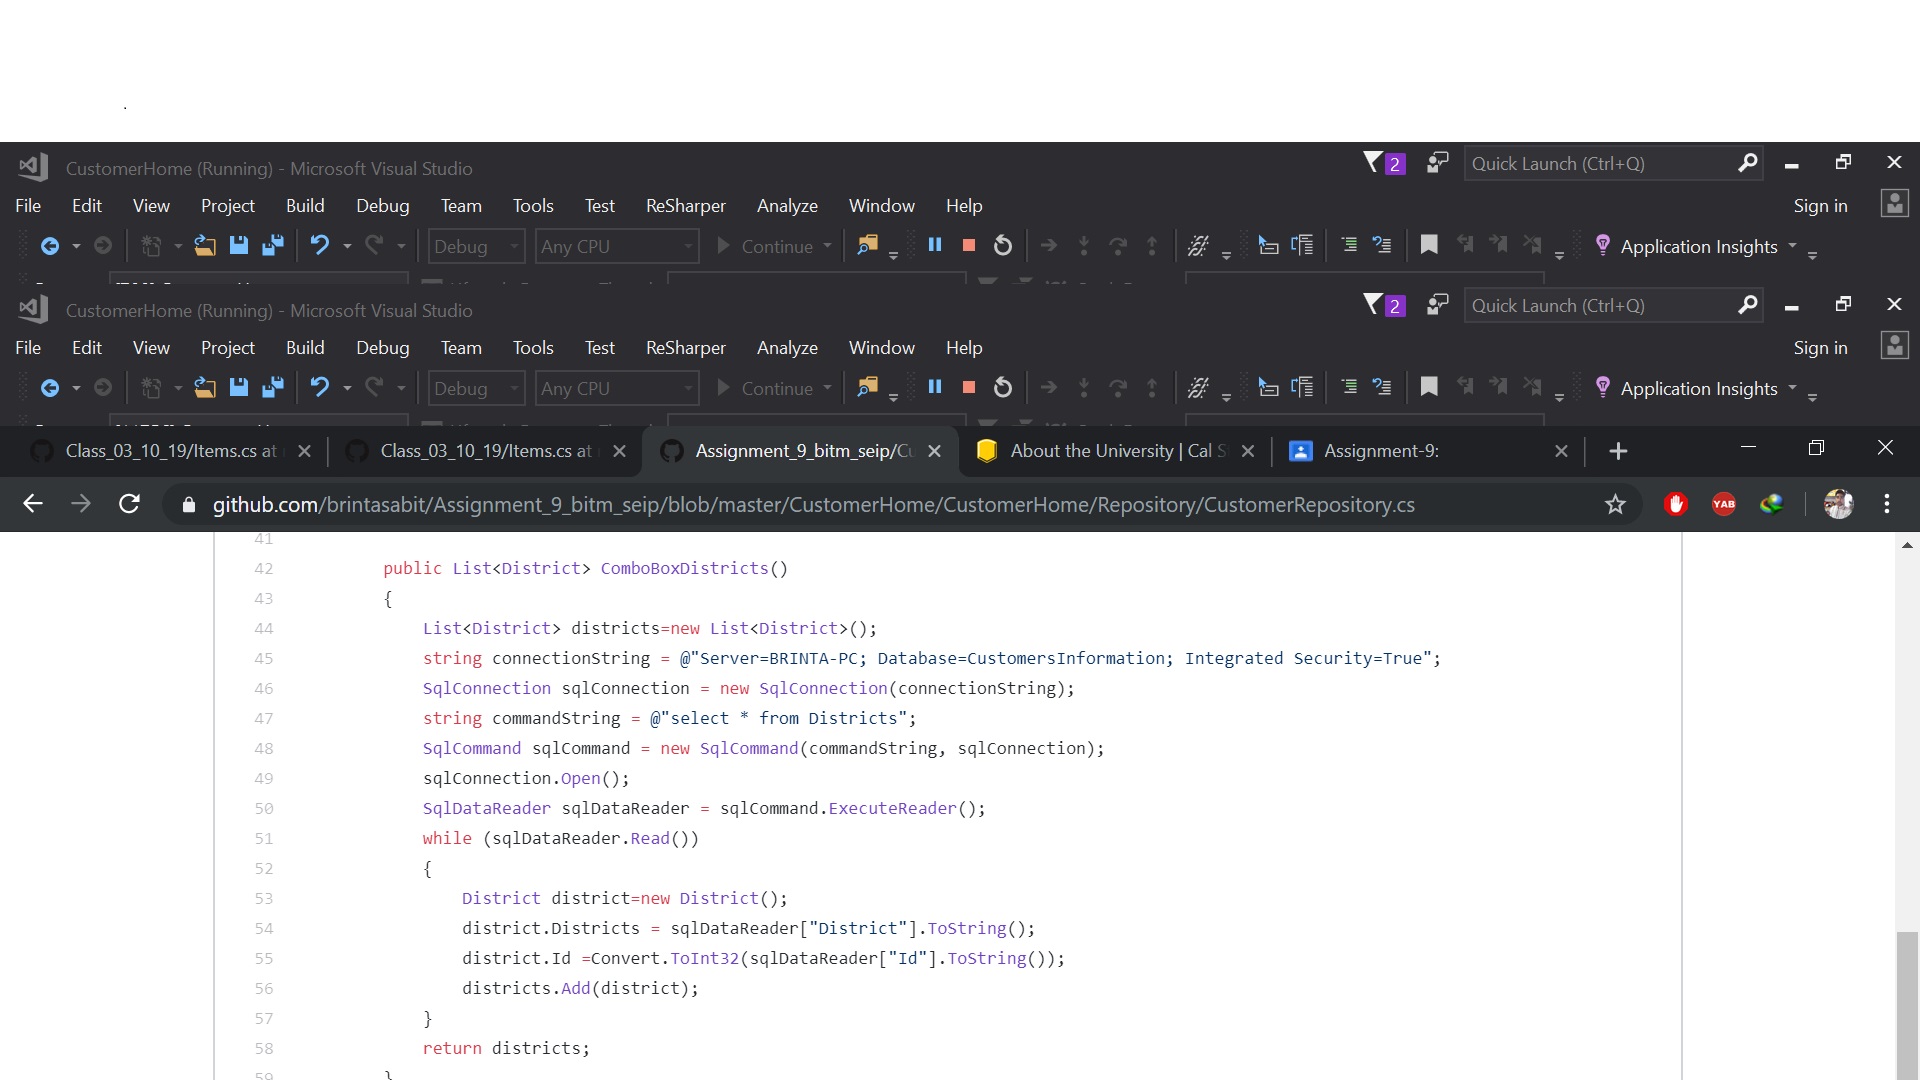 .
CustomerHome (Running) - Microsoft Visual Studio
2
Quick Launch (Ctrl+Q)
File Edit View Project Build Debug Team Tools Test ReSharper Analyze Window Help
Sign in
Debug Any CPU Continue Application Insights
CustomerHome (Running) - Microsoft Visual Studio
2
Quick Launch (Ctrl+Q)
File Edit View Project Build Debug Team Tools Test ReSharper Analyze Window Help
Sign in
Debug Any CPU Continue Application Insights
Class_03_10_19/Items.cs at Class_03_10_19/Items.cs at Assignment_9_bitm_seip/Cu About the University | Cal S Assignment-9:
github.com/brintasabit/Assignment_9_bitm_seip/blob/master/CustomerHome/CustomerHome/Repository/CustomerRepository.cs
YAB
41
42 public List<District> ComboBoxDistricts()
43 {
44 List<District> districts=new List<District>();
45 string connectionString = @"Server=BRINTA-PC; Database=CustomersInformation; Integrated Security=True";
46 SqlConnection sqlConnection = new SqlConnection(connectionString);
47 string commandString = @"select * from Districts";
48 SqlCommand sqlCommand = new SqlCommand(commandString, sqlConnection);
49 sqlConnection.Open();
50 SqlDataReader sqlDataReader = sqlCommand.ExecuteReader();
51 while (sqlDataReader.Read())
52 {
53 District district=new District();
54 district.Districts = sqlDataReader["District"].ToString();
55 district.Id =Convert.ToInt32(sqlDataReader["Id"].ToString());
56 districts.Add(district);
57 }
58 return districts;
59 }